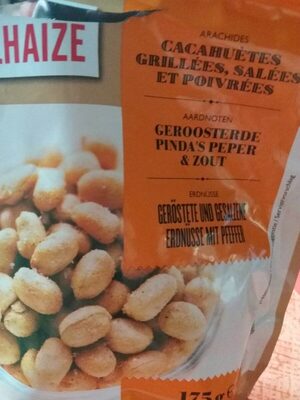 LHAIZE
ARACHIDES
CACAHUÈTES
GRILLÉES, SALÉES
ET POIVRÉES
AARDNOTEN
GEROOSTERDE
PINDA'S PEPER
& ZOUT
ERDNÜSSE
GERÖSTETE UND GESALZENE
ERDNÜSSE MIT PFEFFER
175g e